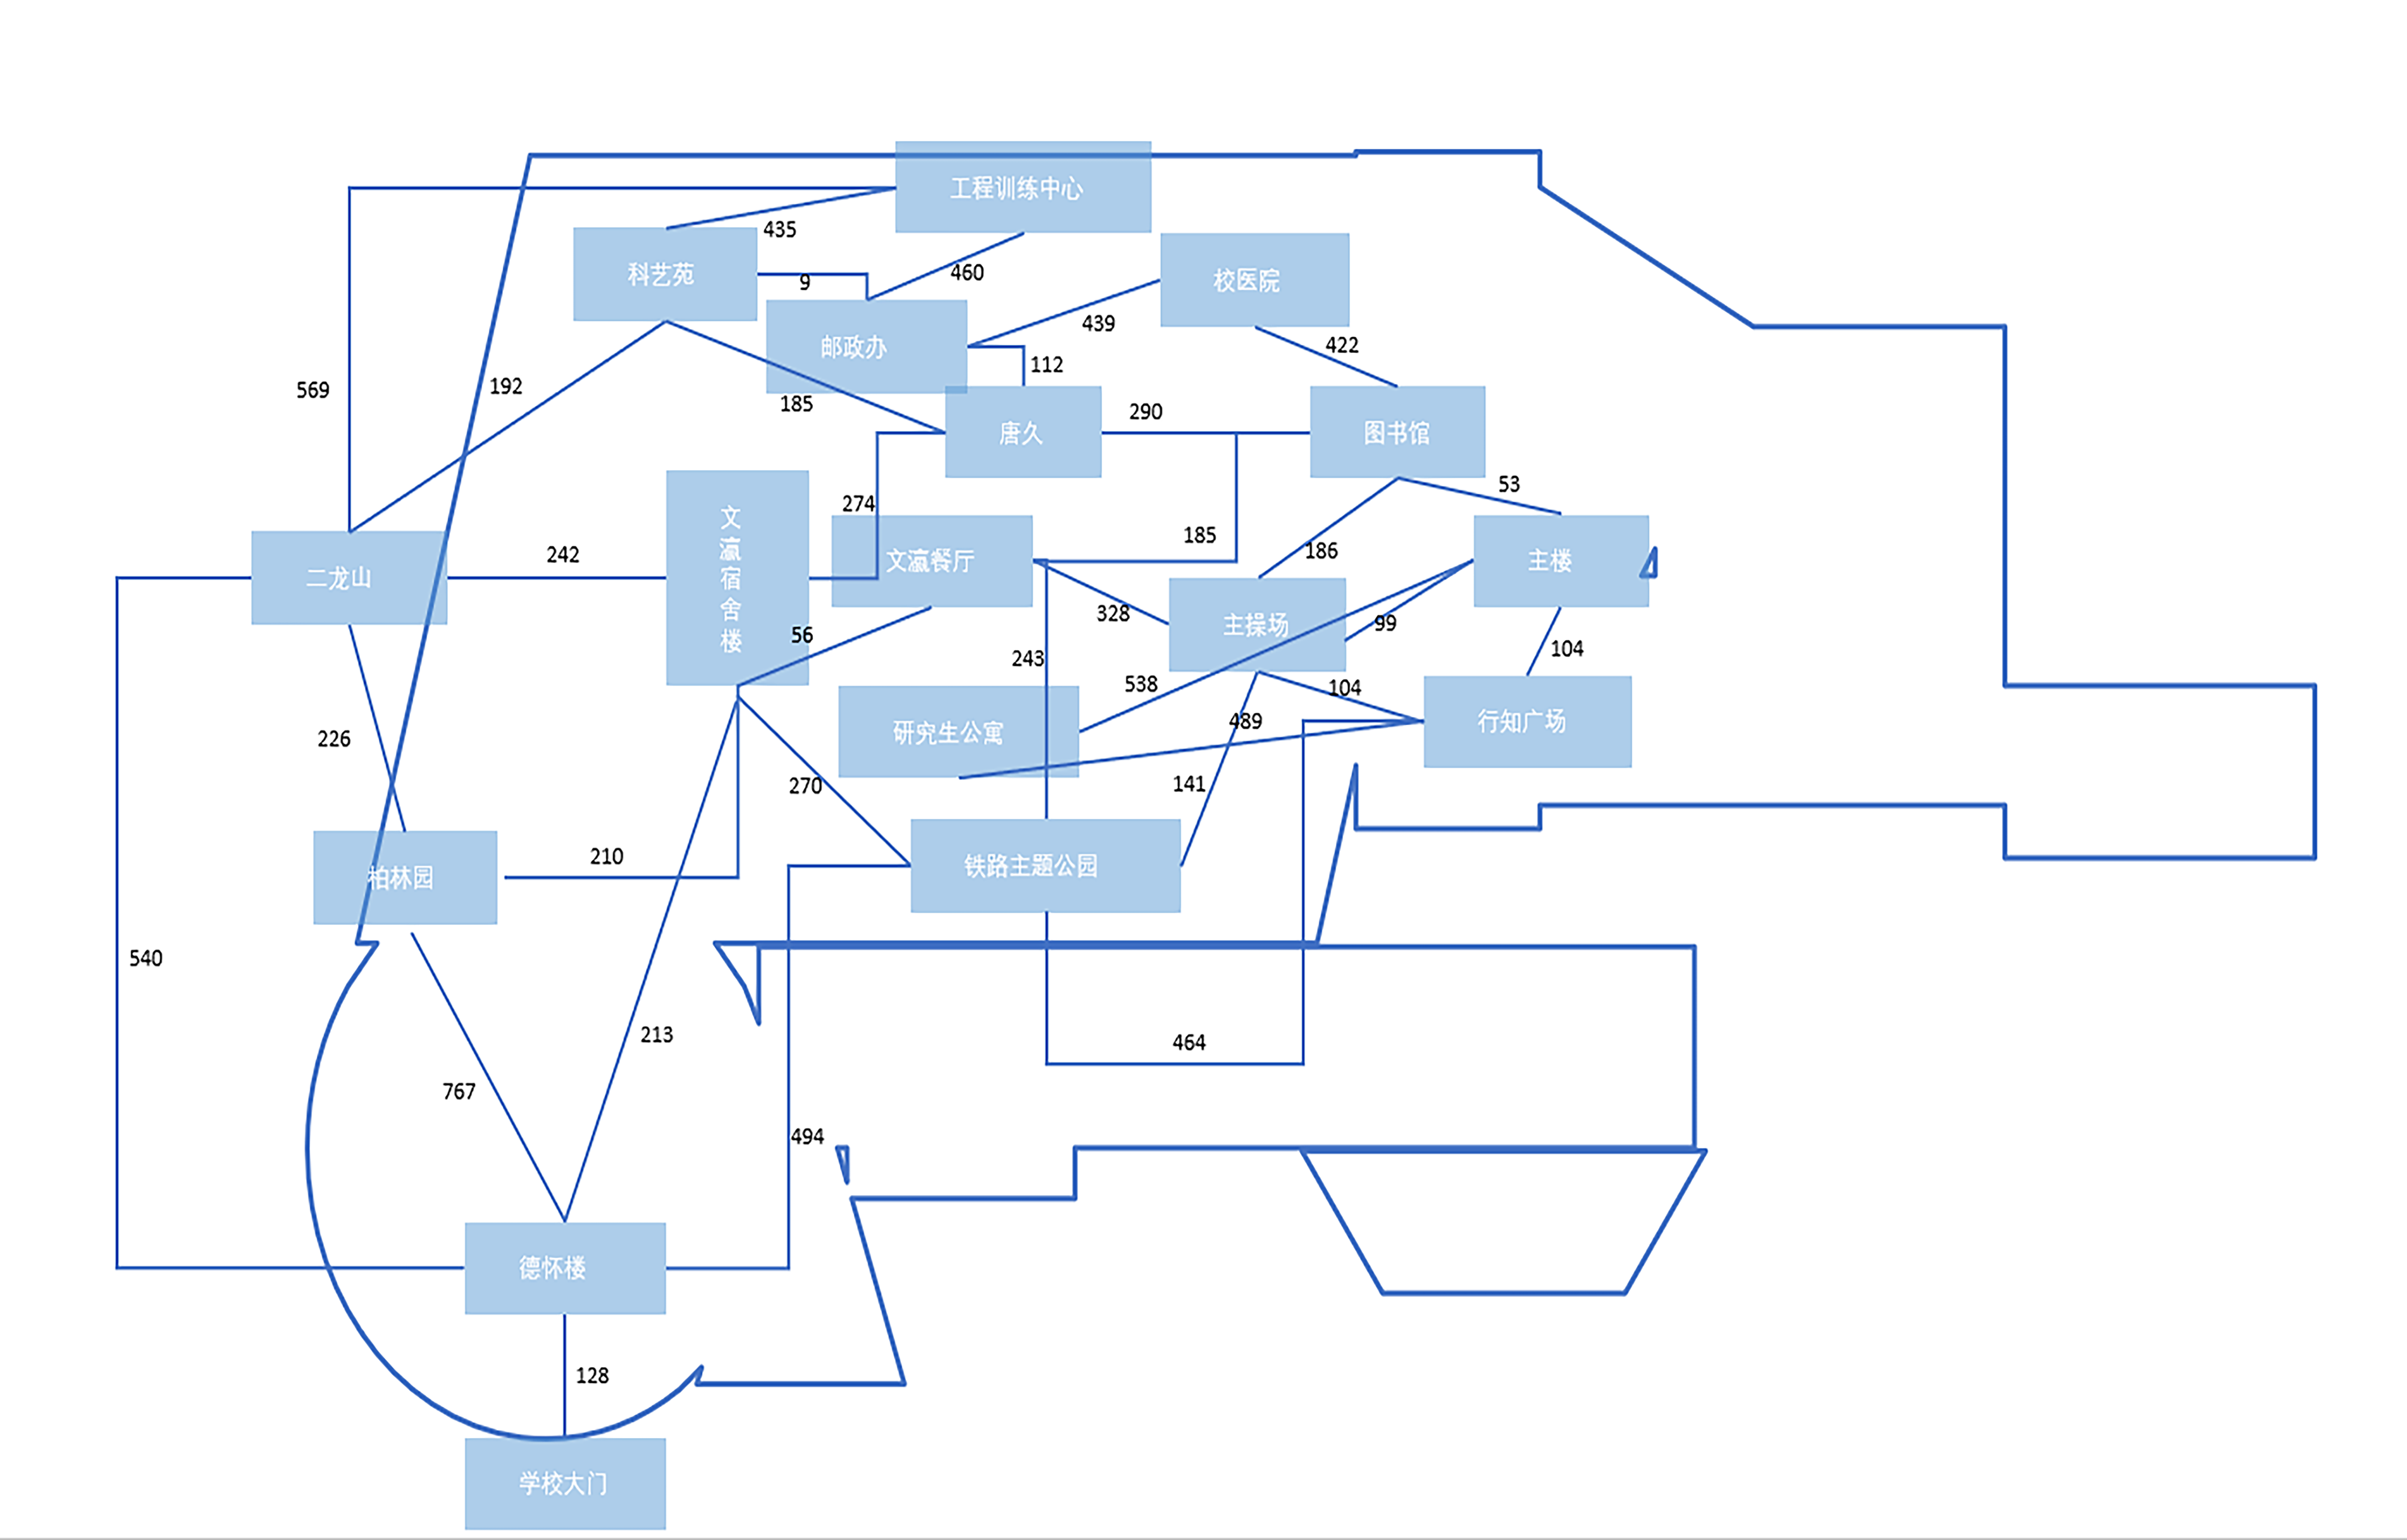 工程训练中心
435
科艺苑
9
460
校医院
439
邮政办
422
112
569
192
185
唐久
290
图书馆
53
文瀛宿舍楼
274
文瀛餐厅
185
186
主楼
242
二龙山
328
主操场
99
56
243
104
538
104
489
研究生公寓
行知广场
226
270
141
210
铁路主题公园
柏林园
540
213
464
767
494
德怀楼
128
学校大门